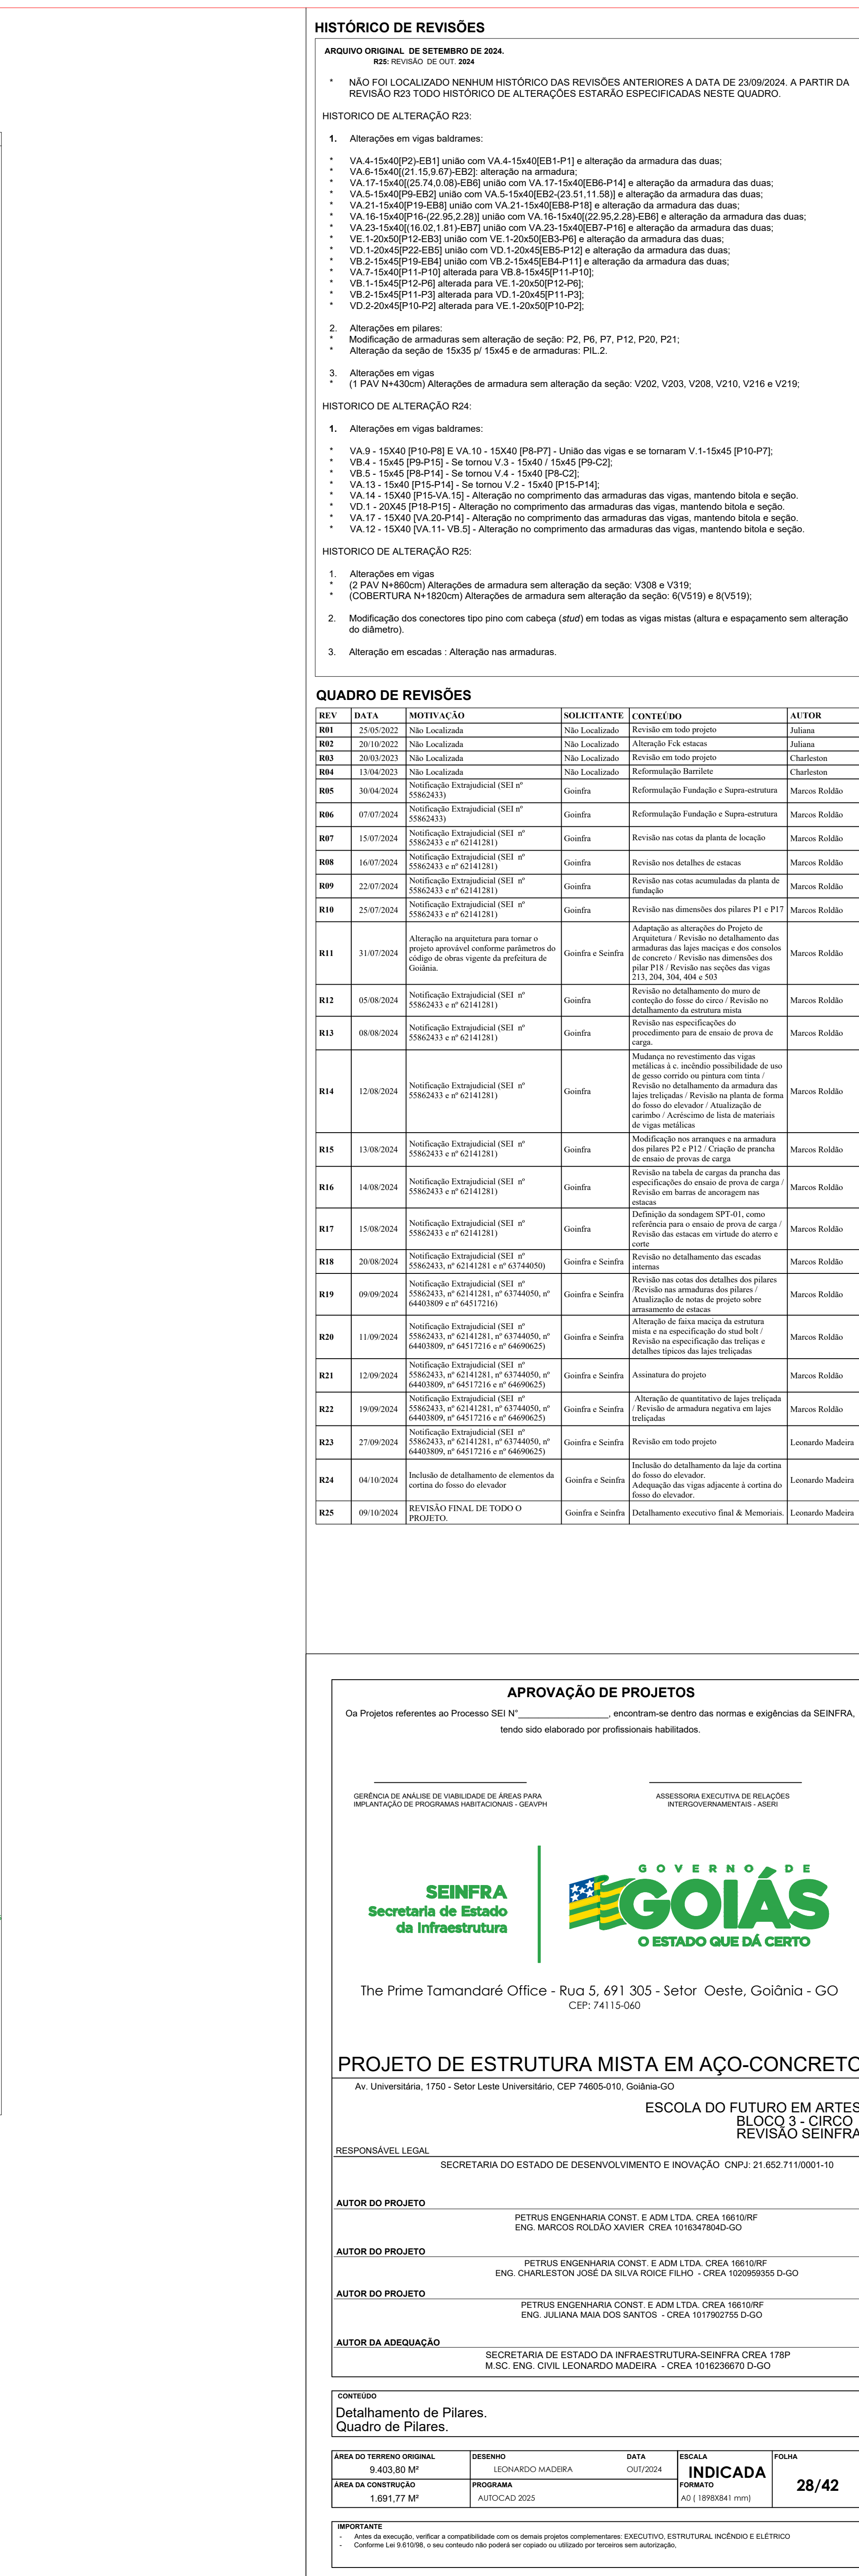 HISTÓRICO DE REVISÕES
ARQUIVO ORIGINAL DE SETEMBRO DE 2024.
R25: REVISÃO DE OUT. 2024
* NÃO FOI LOCALIZADO NENHUM HISTÓRICO DAS REVISÕES ANTERIORES A DATA DE 23/09/2024. A PARTIR DA
REVISÃO R23 TODO HISTÓRICO DE ALTERAÇÕES ESTARÃO ESPECIFICADAS NESTE QUADRO.
HISTORICO DE ALTERAÇÃO R23:
1. Alterações em vigas baldrames:
* VA.4-15x40[P2)-EB1] união com VA.4-15x40[EB1-P1] e alteração da armadura das duas;
* VA.6-15x40[(21.15,9.67)-EB2]: alteração na armadura;
* VA.17-15x40[(25.74,0.08)-EB6] união com VA.17-15x40[EB6-P14] e alteração da armadura das duas;
* VA.5-15x40[P9-EB2] união com VA.5-15x40[EB2-(23.51,11.58)] e alteração da armadura das duas;
* VA.21-15x40[P19-EB8] união com VA.21-15x40[EB8-P18] e alteração da armadura das duas;
* VA.16-15x40[P16-(22.95,2.28)] união com VA.16-15x40[(22.95,2.28)-EB6] e alteração da armadura das duas;
* VA.23-15x40[(16.02,1.81)-EB7] união com VA.23-15x40[EB7-P16] e alteração da armadura das duas;
* VE.1-20x50[P12-EB3] união com VE.1-20x50[EB3-P6] e alteração da armadura das duas;
* VD.1-20x45[P22-EB5] união com VD.1-20x45[EB5-P12] e alteração da armadura das duas;
* VB.2-15x45[P19-EB4] união com VB.2-15x45[EB4-P11] e alteração da armadura das duas;
* VA.7-15x40[P11-P10] alterada para VB.8-15x45[P11-P10];
* VB.1-15x45[P12-P6] alterada para VE.1-20x50[P12-P6];
* VB.2-15x45[P11-P3] alterada para VD.1-20x45[P11-P3];
* VD.2-20x45[P10-P2] alterada para VE.1-20x50[P10-P2];
2. Alterações em pilares:
* Modificação de armaduras sem alteração de seção: P2, P6, P7, P12, P20, P21;
* Alteração da seção de 15x35 p/ 15x45 e de armaduras: PIL.2.
3. Alterações em vigas
* (1 PAV N+430cm) Alterações de armadura sem alteração da seção: V202, V203, V208, V210, V216 e V219;
HISTORICO DE ALTERAÇÃO R24:
1. Alterações em vigas baldrames:
* VA.9 - 15X40 [P10-P8] E VA.10 - 15X40 [P8-P7] - União das vigas e se tornaram V.1-15x45 [P10-P7];
* VB.4 - 15x45 [P9-P15] - Se tornou V.3 - 15x40 / 15x45 [P9-C2];
* VB.5 - 15x45 [P8-P14] - Se tornou V.4 - 15x40 [P8-C2];
* VA.13 - 15x40 [P15-P14] - Se tornou V.2 - 15x40 [P15-P14];
* VA.14 - 15X40 [P15-VA.15] - Alteração no comprimento das armaduras das vigas, mantendo bitola e seção.
* VD.1 - 20X45 [P18-P15] - Alteração no comprimento das armaduras das vigas, mantendo bitola e seção.
* VA.17 - 15X40 [VA.20-P14] - Alteração no comprimento das armaduras das vigas, mantendo bitola e seção.
* VA.12 - 15X40 [VA.11- VB.5] - Alteração no comprimento das armaduras das vigas, mantendo bitola e seção.
HISTORICO DE ALTERAÇÃO R25:
1. Alterações em vigas
* (2 PAV N+860cm) Alterações de armadura sem alteração da seção: V308 e V319;
* (COBERTURA N+1820cm) Alterações de armadura sem alteração da seção: 6(V519) e 8(V519);
2. Modificação dos conectores tipo pino com cabeça (stud) em todas as vigas mistas (altura e espaçamento sem alteração
do diâmetro).
3. Alteração em escadas : Alteração nas armaduras.
QUADRO DE REVISÕES
REV DATA MOTIVAÇÃO SOLICITANTE CONTEÚDO AUTOR
R01 25/05/2022 Não Localizada Não Localizado Revisão em todo projeto Juliana
R02 20/10/2022 Não Localizada Não Localizado Alteração Fck estacas Juliana
R03 20/03/2023 Não Localizada Não Localizado Revisão em todo projeto Charleston
R04 13/04/2023 Não Localizada Não Localizado Reformulação Barrilete Charleston
R05 30/04/2024 Notificação Extrajudicial (SEI nº
55862433) Goinfra Reformulação Fundação e Supra-estrutura Marcos Roldão
R06 07/07/2024 Notificação Extrajudicial (SEI nº
55862433) Goinfra Reformulação Fundação e Supra-estrutura Marcos Roldão
R07 15/07/2024 Notificação Extrajudicial (SEI nº
55862433 e nº 62141281) Goinfra Revisão nas cotas da planta de locação Marcos Roldão
R08 16/07/2024 Notificação Extrajudicial (SEI nº
55862433 e nº 62141281) Goinfra Revisão nos detalhes de estacas Marcos Roldão
R09 22/07/2024 Notificação Extrajudicial (SEI nº
55862433 e nº 62141281) Goinfra Revisão nas cotas acumuladas da planta de
fundação Marcos Roldão
R10 25/07/2024 Notificação Extrajudicial (SEI nº
55862433 e nº 62141281) Goinfra Revisão nas dimensões dos pilares P1 e P17 Marcos Roldão
R11 31/07/2024 Alteração na arquitetura para tornar o
projeto aprovável conforme parâmetros do
código de obras vigente da prefeitura de
Goiânia. Goinfra e Seinfra Adaptação as alterações do Projeto de
Arquitetura / Revisão no detalhamento das
armaduras das lajes maciças e dos consolos
de concreto / Revisão nas dimensões dos
pilar P18 / Revisão nas seções das vigas
213, 204, 304, 404 e 503 Marcos Roldão
R12 05/08/2024 Notificação Extrajudicial (SEI nº
55862433 e nº 62141281) Goinfra Revisão no detalhamento do muro de
conteção do fosse do circo / Revisão no
detalhamento da estrutura mista Marcos Roldão
R13 08/08/2024 Notificação Extrajudicial (SEI nº
55862433 e nº 62141281) Goinfra Revisão nas especificações do
procedimento para de ensaio de prova de
carga. Marcos Roldão
R14 12/08/2024 Notificação Extrajudicial (SEI nº
55862433 e nº 62141281) Goinfra Mudança no revestimento das vigas
metálicas à c. incêndio possibilidade de uso
de gesso corrido ou pintura com tinta /
Revisão no detalhamento da armadura das
lajes treliçadas / Revisão na planta de forma
do fosso do elevador / Atualização de
carimbo / Acréscimo de lista de materiais
de vigas metálicas Marcos Roldão
R15 13/08/2024 Notificação Extrajudicial (SEI nº
55862433 e nº 62141281) Goinfra Modificação nos arranques e na armadura
dos pilares P2 e P12 / Criação de prancha
de ensaio de provas de carga Marcos Roldão
R16 14/08/2024 Notificação Extrajudicial (SEI nº
55862433 e nº 62141281) Goinfra Revisão na tabela de cargas da prancha das
especificações do ensaio de prova de carga /
Revisão em barras de ancoragem nas
estacas Marcos Roldão
R17 15/08/2024 Notificação Extrajudicial (SEI nº
55862433 e nº 62141281) Goinfra Definição da sondagem SPT-01, como
referência para o ensaio de prova de carga /
Revisão das estacas em virtude do aterro e
corte Marcos Roldão
R18 20/08/2024 Notificação Extrajudicial (SEI nº
55862433, nº 62141281 e nº 63744050) Goinfra e Seinfra Revisão no detalhamento das escadas
internas Marcos Roldão
R19 09/09/2024 Notificação Extrajudicial (SEI nº
55862433, nº 62141281, nº 63744050, nº
64403809 e nº 64517216) Goinfra e Seinfra Revisão nas cotas dos detalhes dos pilares
/Revisão nas armaduras dos pilares /
Atualização de notas de projeto sobre
arrasamento de estacas Marcos Roldão
R20 11/09/2024 Notificação Extrajudicial (SEI nº
55862433, nº 62141281, nº 63744050, nº
64403809, nº 64517216 e nº 64690625) Goinfra e Seinfra Alteração de faixa maciça da estrutura
mista e na especificação do stud bolt /
Revisão na especificação das treliças e
detalhes típicos das lajes treliçadas Marcos Roldão
R21 12/09/2024 Notificação Extrajudicial (SEI nº
55862433, nº 62141281, nº 63744050, nº
64403809, nº 64517216 e nº 64690625) Goinfra e Seinfra Assinatura do projeto Marcos Roldão
R22 19/09/2024 Notificação Extrajudicial (SEI nº
55862433, nº 62141281, nº 63744050, nº
64403809, nº 64517216 e nº 64690625) Goinfra e Seinfra Alteração de quantitativo de lajes treliçada
/ Revisão de armadura negativa em lajes
treliçadas Marcos Roldão
R23 27/09/2024 Notificação Extrajudicial (SEI nº
55862433, nº 62141281, nº 63744050, nº
64403809, nº 64517216 e nº 64690625) Goinfra e Seinfra Revisão em todo projeto Leonardo Madeira
R24 04/10/2024 Inclusão de detalhamento de elementos da
cortina do fosso do elevador Goinfra e Seinfra Inclusão do detalhamento da laje da cortina
do fosso do elevador.
Adequação das vigas adjacente à cortina do
fosso do elevador. Leonardo Madeira
R25 09/10/2024 REVISÃO FINAL DE TODO O
PROJETO. Goinfra e Seinfra Detalhamento executivo final & Memoriais. Leonardo Madeira
APROVAÇÃO DE PROJETOS
Oa Projetos referentes ao Processo SEI N°__________________, encontram-se dentro das normas e exigências da SEINFRA,
tendo sido elaborado por profissionais habilitados.
GERÊNCIA DE ANÁLISE DE VIABILIDADE DE ÁREAS PARA
IMPLANTAÇÃO DE PROGRAMAS HABITACIONAIS - GEAVPH
ASSESSORIA EXECUTIVA DE RELAÇÕES
INTERGOVERNAMENTAIS - ASERI
SEINFRA
Secretaria de Estado
da Infraestrutura
GOVERNO DE
GOIÁS
O ESTADO QUE DÁ CERTO
The Prime Tamandaré Office - Rua 5, 691 305 - Setor Oeste, Goiânia - GO
CEP: 74115-060
PROJETO DE ESTRUTURA MISTA EM AÇO-CONCRETO
Av. Universitária, 1750 - Setor Leste Universitário, CEP 74605-010, Goiânia-GO
ESCOLA DO FUTURO EM ARTES
BLOCO 3 - CIRCO
REVISÃO SEINFRA
RESPONSÁVEL LEGAL
SECRETARIA DO ESTADO DE DESENVOLVIMENTO E INOVAÇÃO CNPJ: 21.652.711/0001-10
AUTOR DO PROJETO
PETRUS ENGENHARIA CONST. E ADM LTDA. CREA 16610/RF
ENG. MARCOS ROLDÃO XAVIER CREA 1016347804D-GO
AUTOR DO PROJETO
PETRUS ENGENHARIA CONST. E ADM LTDA. CREA 16610/RF
ENG. CHARLESTON JOSÉ DA SILVA ROICE FILHO - CREA 1020959355 D-GO
AUTOR DO PROJETO
PETRUS ENGENHARIA CONST. E ADM LTDA. CREA 16610/RF
ENG. JULIANA MAIA DOS SANTOS - CREA 1017902755 D-GO
AUTOR DA ADEQUAÇÃO
SECRETARIA DE ESTADO DA INFRAESTRUTURA-SEINFRA CREA 178P
M.SC. ENG. CIVIL LEONARDO MADEIRA - CREA 1016236670 D-GO
CONTEÚDO
Detalhamento de Pilares.
Quadro de Pilares.
ÁREA DO TERRENO ORIGINAL DESENHO DATA ESCALA FOLHA
9.403,80 M² LEONARDO MADEIRA OUT/2024 INDICADA
ÁREA DA CONSTRUÇÃO PROGRAMA FORMATO 28/42
1.691,77 M² AUTOCAD 2025 A0 ( 1898X841 mm)
IMPORTANTE
- Antes da execução, verificar a compatibilidade com os demais projetos complementares: EXECUTIVO, ESTRUTURAL INCÊNDIO E ELÉTRICO
- Conforme Lei 9.610/98, o seu conteúdo não poderá ser copiado ou utilizado por terceiros sem autorização,